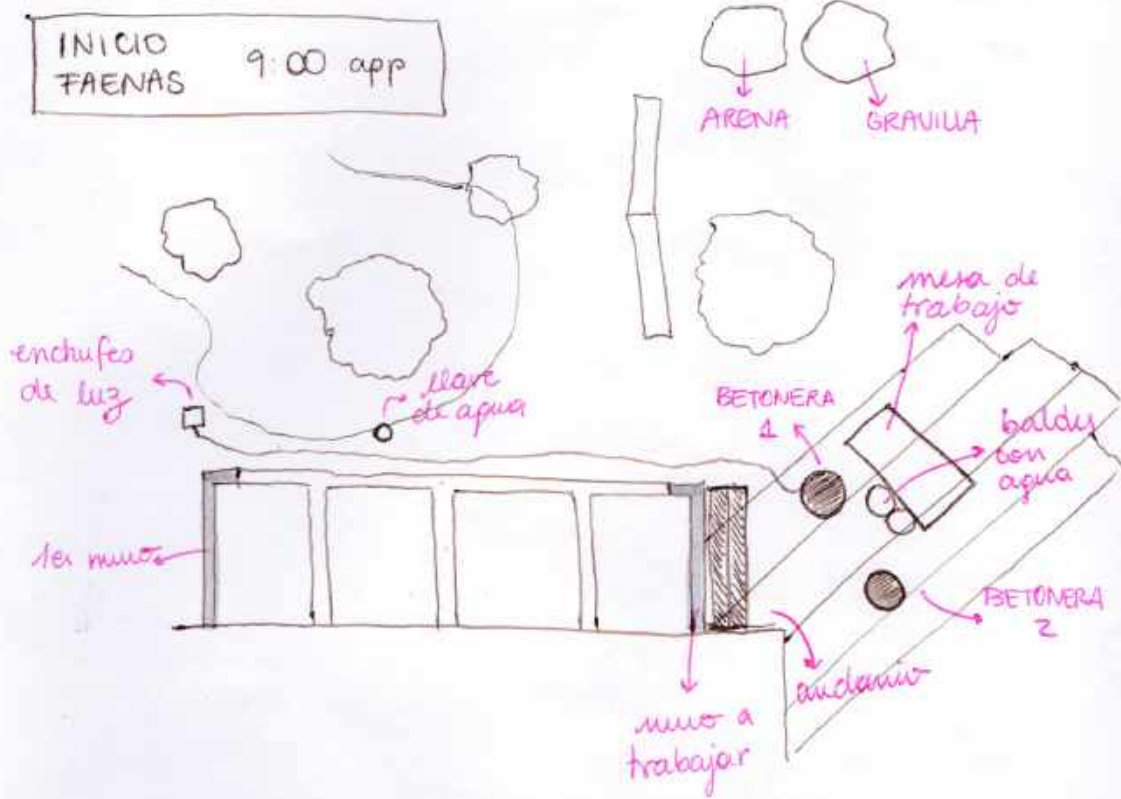 INICIO
FAENAS
9:00 app
ARENA
GRAVILLA
mesa de
trabajo
enchufes
de luz
llave
de agua
BETONERA
1
baldes
con
agua
1er muro
BETONERA
2
andamio
muro a
trabajar